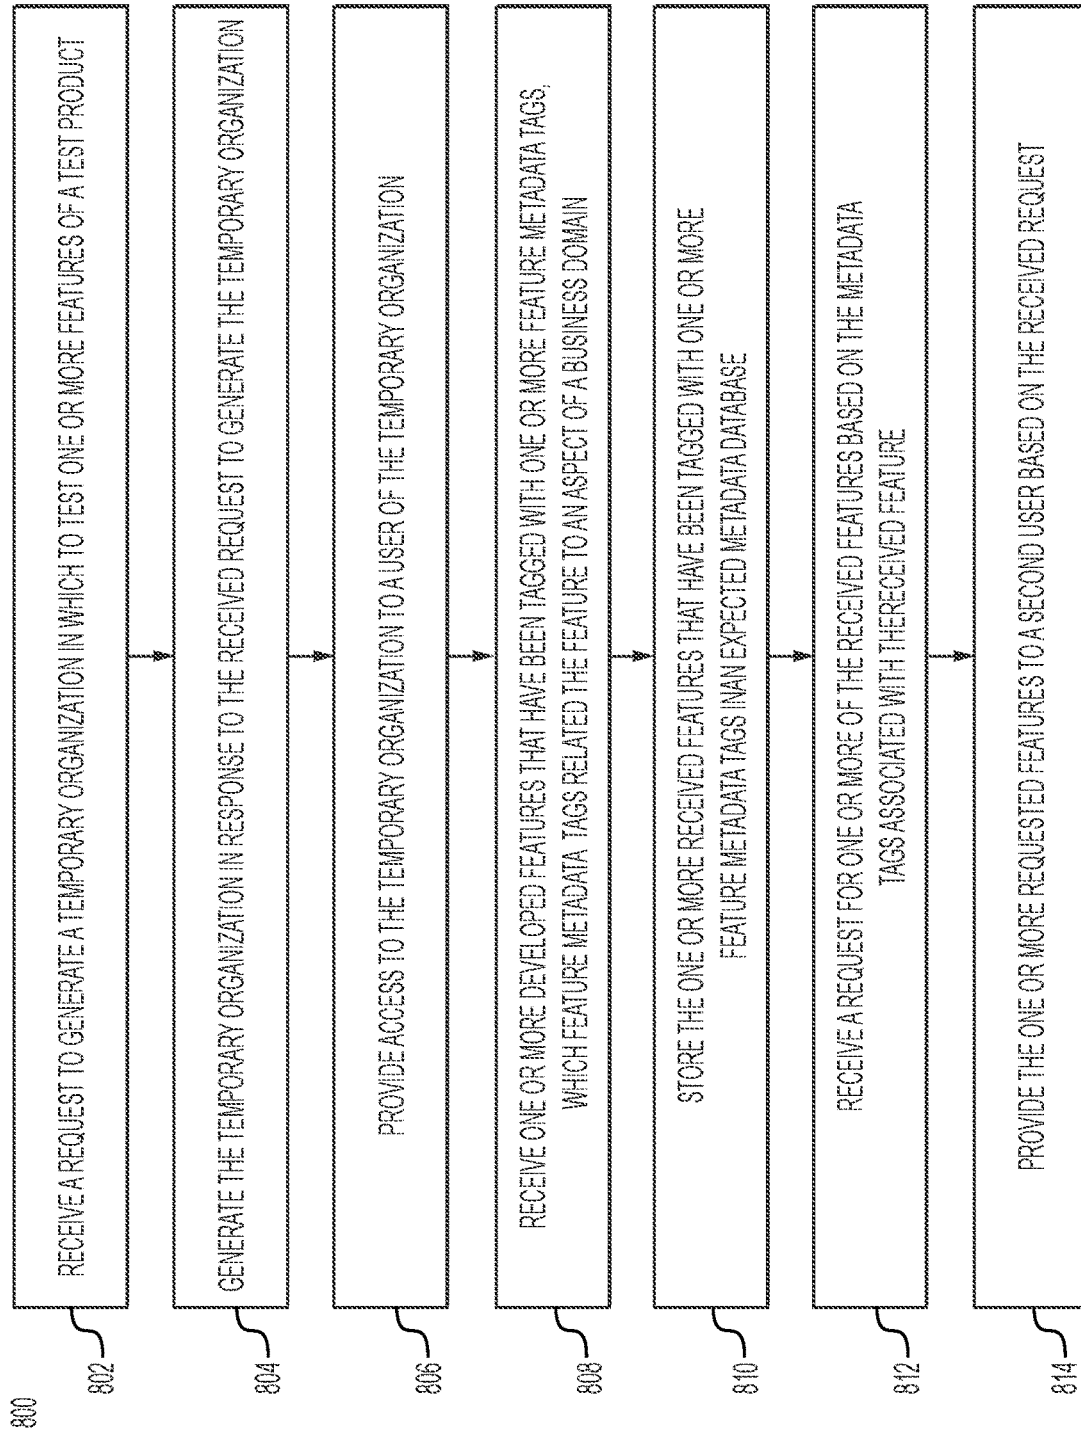 800
RECEIVE A REQUEST TO GENERATE A TEMPORARY ORGANIZATION IN WHICH TO TEST ONE OR MORE FEATURES OF A TEST PRODUCT
802
GENERATE THE TEMPORARY ORGANIZATION IN RESPONSE TO THE RECEIVED REQUEST TO GENERATE THE TEMPORARY ORGANIZATION
804
PROVIDE ACCESS TO THE TEMPORARY ORGANIZATION TO A USER OF THE TEMPORARY ORGANIZATION
806
RECEIVE ONE OR MORE DEVELOPED FEATURES THAT HAVE BEEN TAGGED WITH ONE OR MORE FEATURE METADATA TAGS,
WHICH FEATURE METADATA TAGS RELATED THE FEATURE TO AN ASPECT OF A BUSINESS DOMAIN
808
STORE THE ONE OR MORE RECEIVED FEATURES THAT HAVE BEEN TAGGED WITH ONE OR MORE
FEATURE METADATA TAGS INAN EXPECTED METADATA DATABASE
810
RECEIVE A REQUEST FOR ONE OR MORE OF THE RECEIVED FEATURES BASED ON THE METADATA
TAGS ASSOCIATED WITH THERECEIVED FEATURE
812
PROVIDE THE ONE OR MORE REQUESTED FEATURES TO A SECOND USER BASED ON THE RECEIVED REQUEST
814